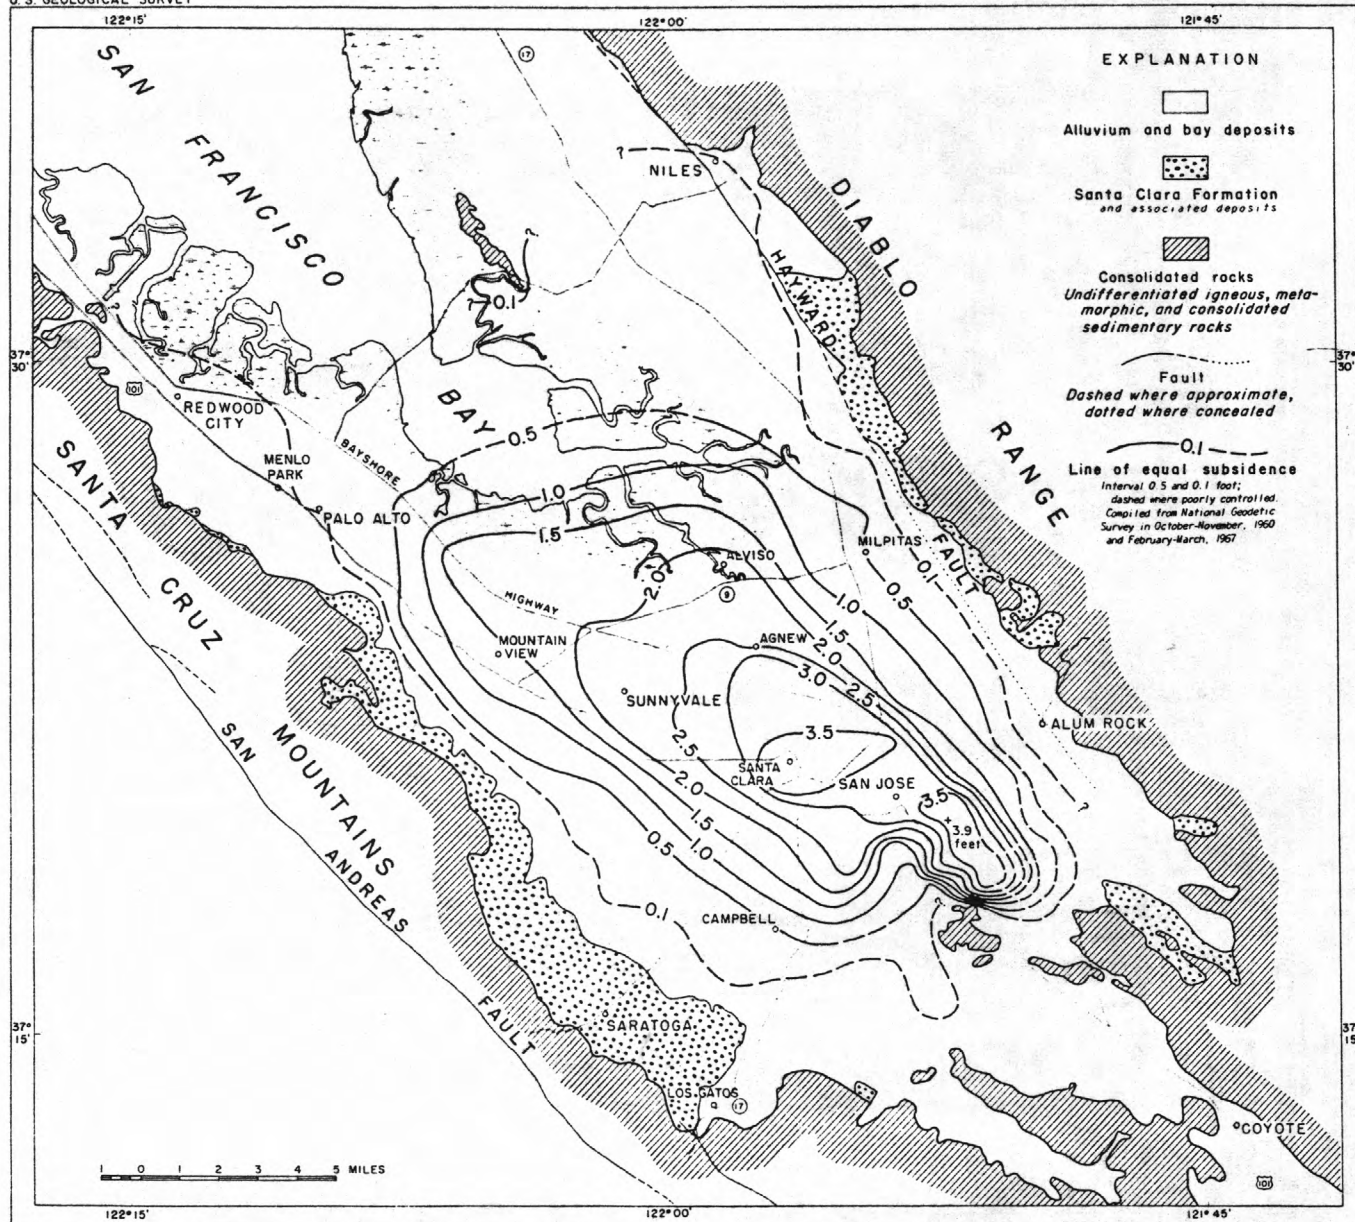 U. S. GEOLOGICAL SURVEY
122°15'
122°00'
121°45'
SAN FRANCISCO BAY
17
EXPLANATION
Alluvium and bay deposits
Santa Clara Formation
and associated deposits
Consolidated rocks
Undifferentiated igneous, meta-
morphic, and consolidated
sedimentary rocks
Fault
Dashed where approximate,
dotted where concealed
0.1
Line of equal subsidence
Interval 0.5 and 0.1 foot;
dashed where poorly controlled.
Compiled from National Geodetic
Survey in October-November, 1960
and February-March, 1967
?
NILES
DIABLO RANGE
HAYWARD FAULT
?
?
0.1
?
37°
30'
37°
30'
101
REDWOOD
CITY
BAYSHORE
HIGHWAY
MENLO
PARK
PALO ALTO
0.5
1.0
1.5
2.0
ALVISO
9
MILPITAS
0.1
0.5
1.0
1.5
2.0
2.5
3.0
AGNEW
MOUNTAIN
VIEW
SUNNYVALE
ALUM ROCK
SANTA CRUZ MOUNTAINS
SAN ANDREAS FAULT
2.5
3.5
SANTA
CLARA
SAN JOSE
2.0
3.5
+
3.9
feet
?
1.5
1.0
0.5
0.1
CAMPBELL
SARATOGA
37°
15'
37°
15'
LOS GATOS
17
COYOTE
101
1 0 1 2 3 4 5 MILES
122°15'
122°00'
121°45'